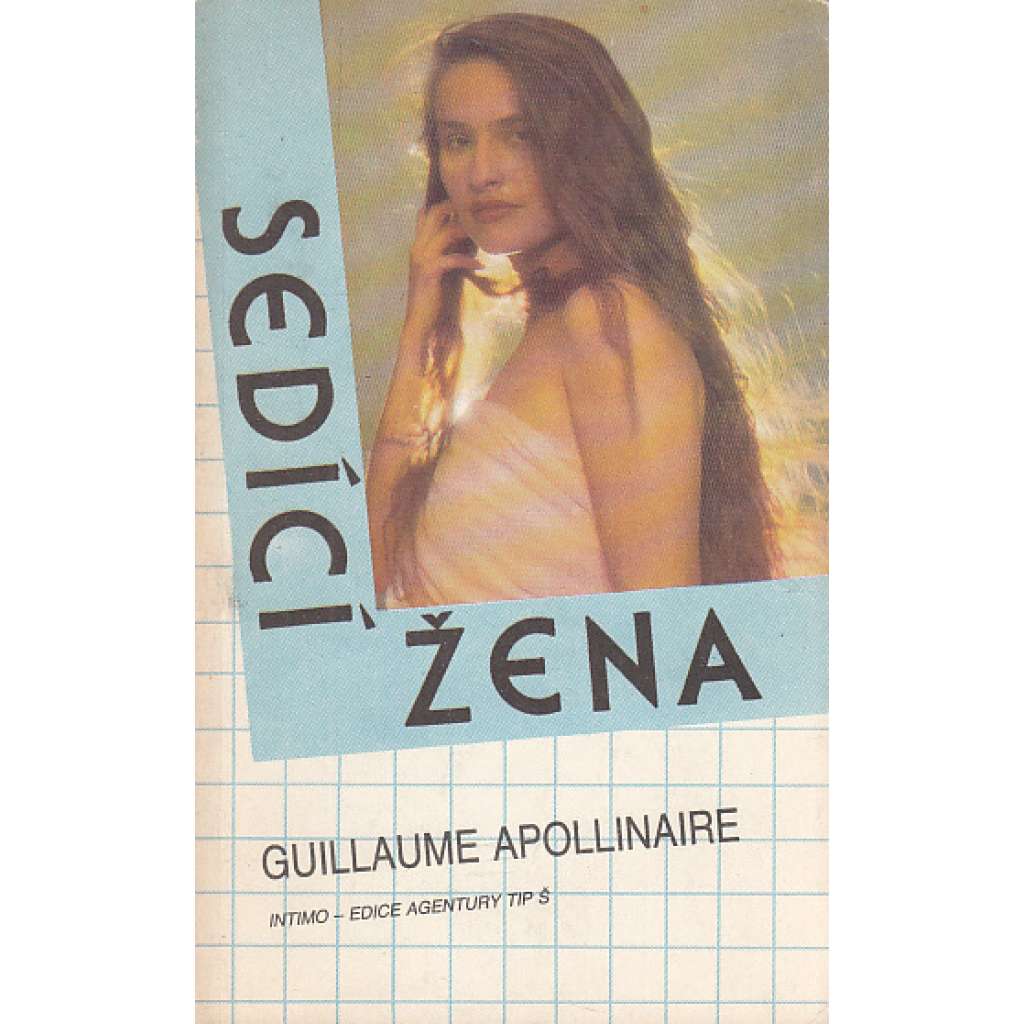 SEDÍCÍ
ŽENA
GUILLAUME APOLLINAIRE
INTIMO – EDICE AGENTURY TIP Š